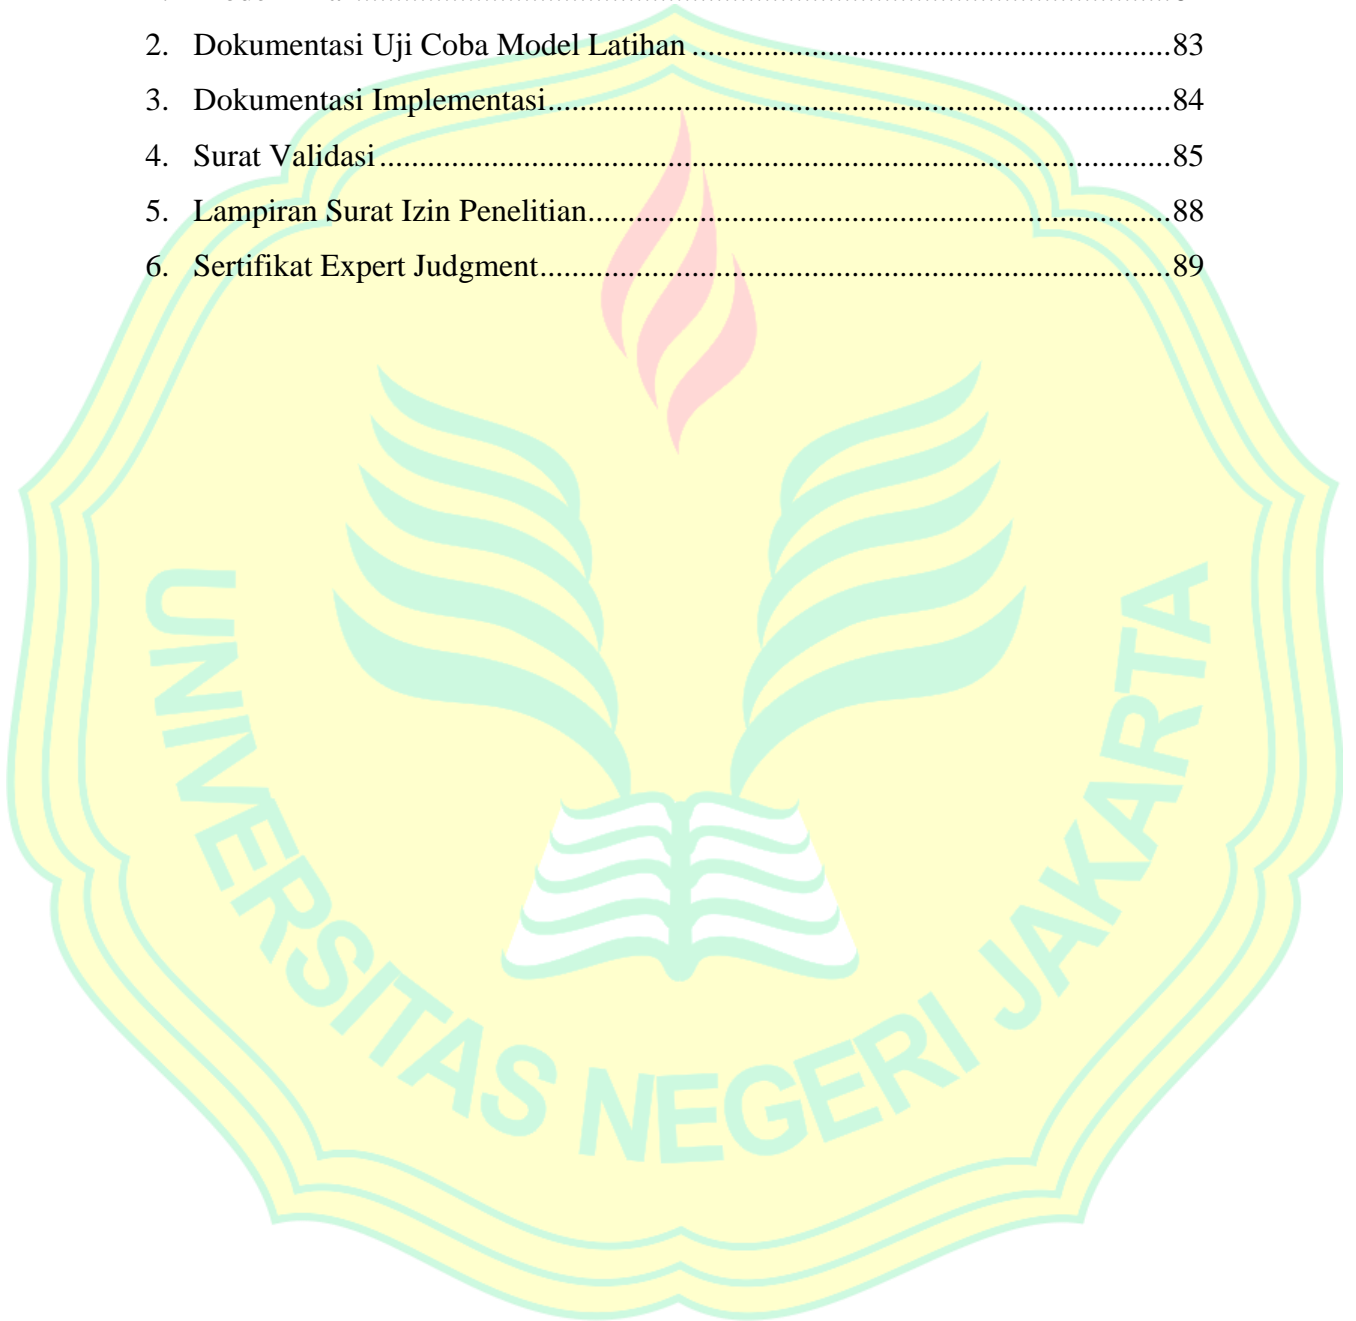 2. Dokumentasi Uji Coba Model Latihan ............................................................83
3. Dokumentasi Implementasi..............................................................................84
4. Surat Validasi...................................................................................................85
5. Lampiran Surat Izin Penelitian.........................................................................88
6. Sertifikat Expert Judgment...............................................................................89
UNIVERSITAS NEGERI JAKARTA